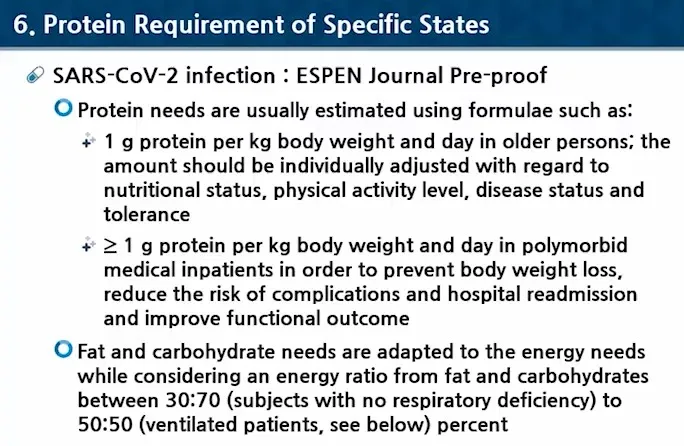 6. Protein Requirement of Specific States
SARS-CoV-2 infection : ESPEN Journal Pre-proof
Protein needs are usually estimated using formulae such as:
1 g protein per kg body weight and day in older persons; the
amount should be individually adjusted with regard to
nutritional status, physical activity level, disease status and
tolerance
≥ 1 g protein per kg body weight and day in polymorbid
medical inpatients in order to prevent body weight loss,
reduce the risk of complications and hospital readmission
and improve functional outcome
Fat and carbohydrate needs are adapted to the energy needs
while considering an energy ratio from fat and carbohydrates
between 30:70 (subjects with no respiratory deficiency) to
50:50 (ventilated patients, see below) percent